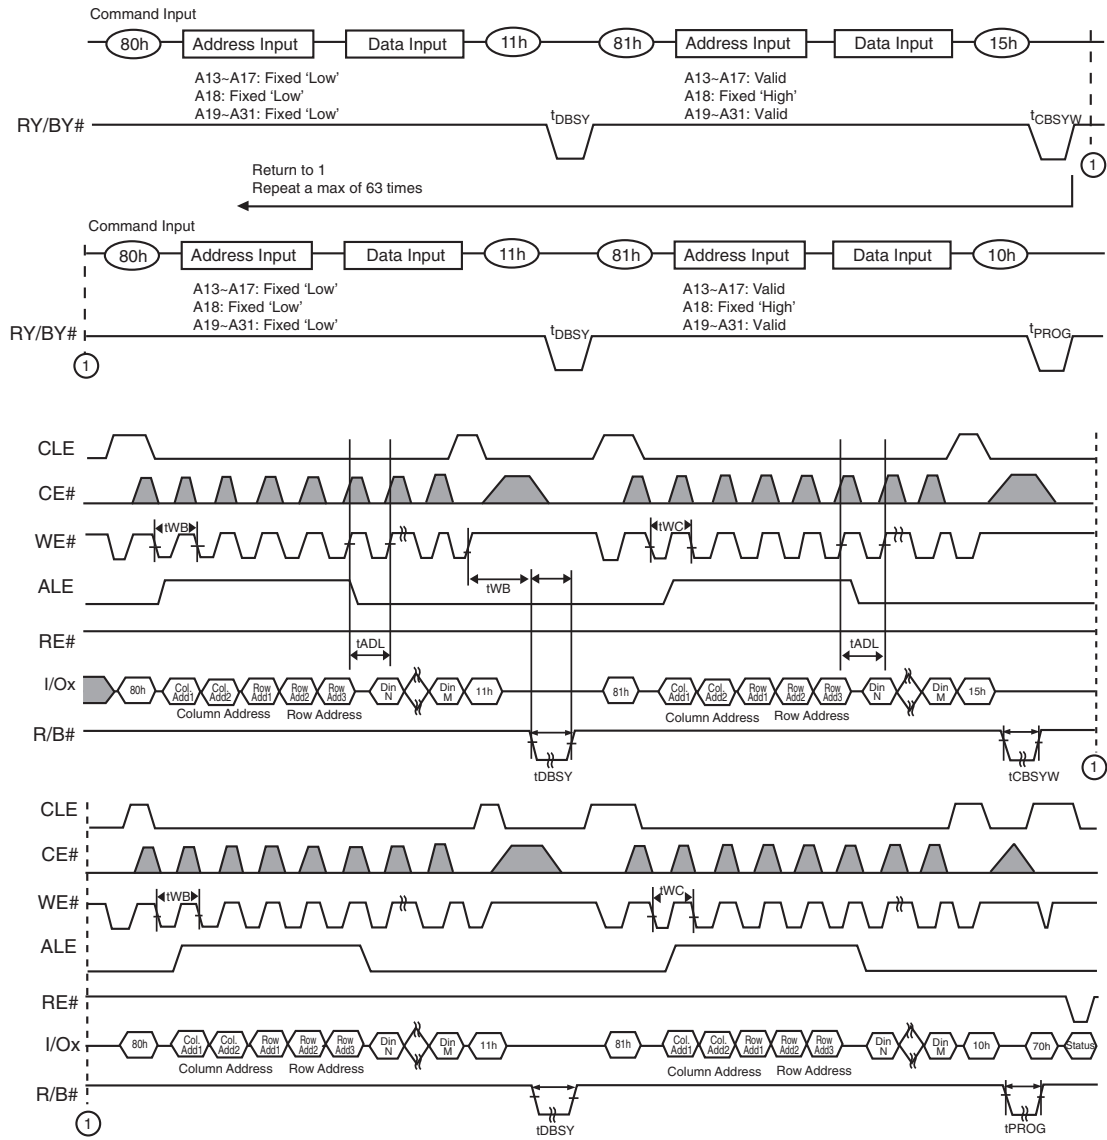 Command Input
80h Address Input Data Input 11h 81h Address Input Data Input 15h
A13~A17: Fixed 'Low' A13~A17: Valid
A18: Fixed 'Low' A18: Fixed 'High'
A19~A31: Fixed 'Low' A19~A31: Valid
RY/BY# tDBSY tCBSYW
1
Return to 1
Repeat a max of 63 times
Command Input
80h Address Input Data Input 11h 81h Address Input Data Input 10h
A13~A17: Fixed 'Low' A13~A17: Valid
A18: Fixed 'Low' A18: Fixed 'High'
A19~A31: Fixed 'Low' A19~A31: Valid
RY/BY# tDBSY tPROG
1
CLE
CE#
WE# tWB tWC
ALE tWB
RE# tADL tADL
I/Ox 80h Col. Add1 Col. Add2 Row Add1 Row Add2 Row Add3 Din N Din M 11h 81h Col. Add1 Col. Add2 Row Add1 Row Add2 Row Add3 Din N Din M 15h
Column Address Row Address Column Address Row Address
R/B#
tDBSY tCBSYW 1
CLE
CE#
WE# tWB tWC
ALE
RE#
I/Ox 80h Col. Add1 Col. Add2 Row Add1 Row Add2 Row Add3 Din N Din M 11h 81h Col. Add1 Col. Add2 Row Add1 Row Add2 Row Add3 Din N Din M 10h 70h Status
Column Address Row Address Column Address Row Address
R/B#
1 tDBSY tPROG